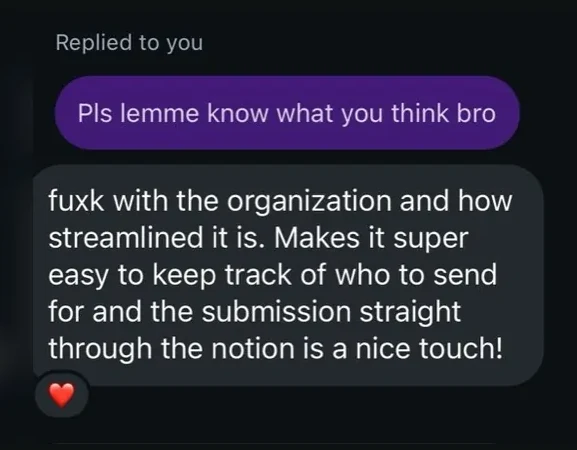 Replied to you
Pls lemme know what you think bro
fuxk with the organization and how
streamlined it is. Makes it super
easy to keep track of who to send
for and the submission straight
through the notion is a nice touch!